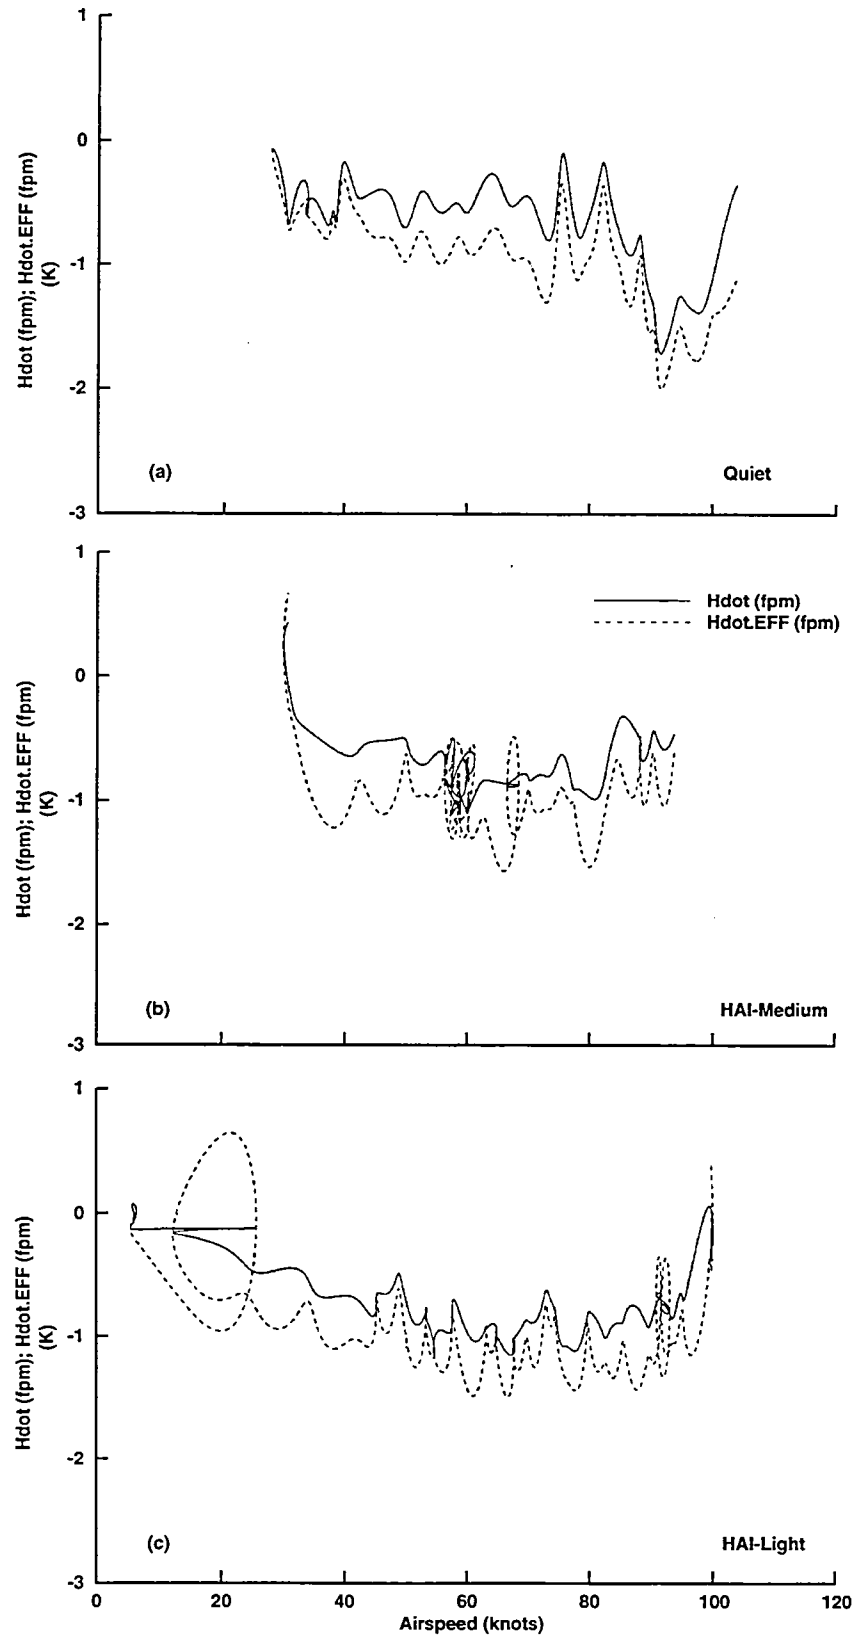 1
0
-1
-2
-3
Hdot (fpm); Hdot.EFF (fpm)
(K)
(a)
Quiet
1
0
-1
-2
-3
Hdot (fpm); Hdot.EFF (fpm)
(K)
Hdot (fpm)
Hdot.EFF (fpm)
(b)
HAI-Medium
1
0
-1
-2
-3
Hdot (fpm); Hdot.EFF (fpm)
(K)
(c)
HAI-Light
0 20 40 60 80 100 120
Airspeed (knots)